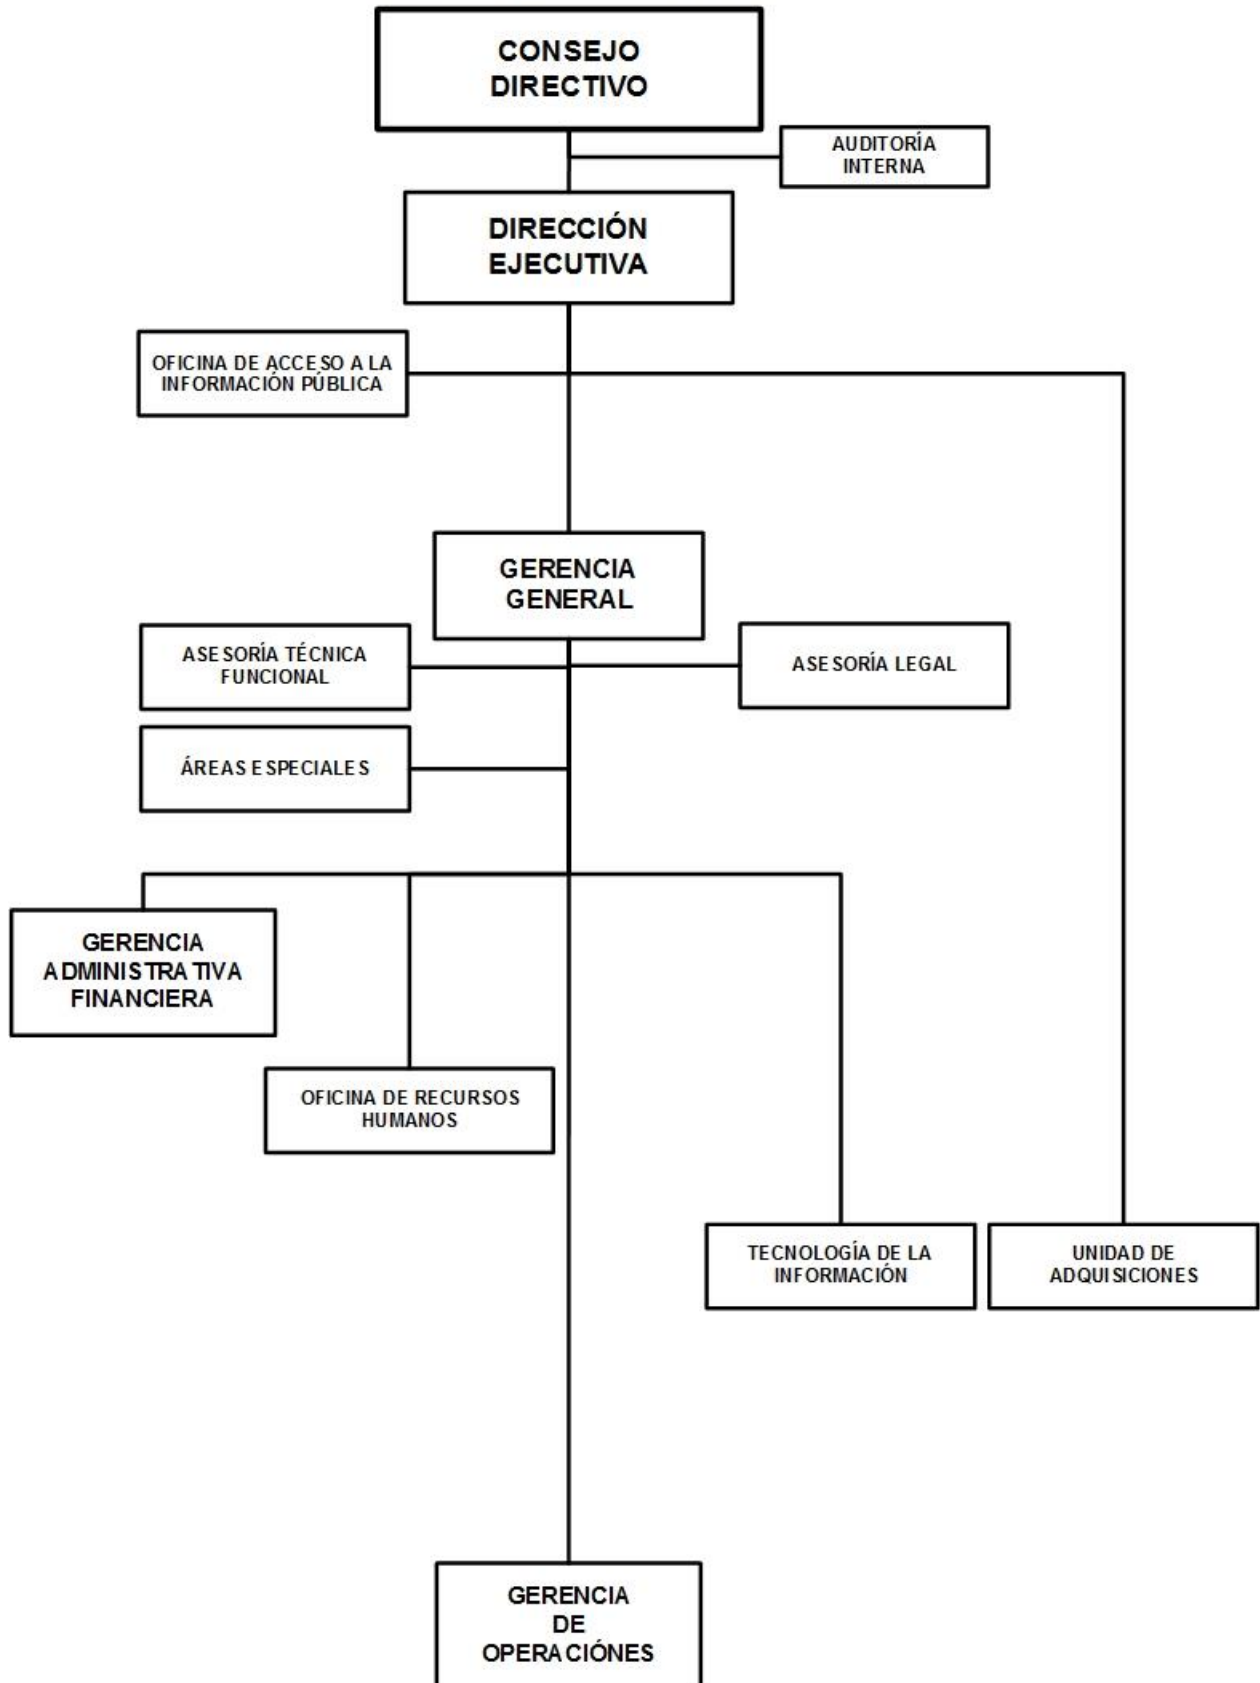 CONSEJO
DIRECTIVO
AUDITORÍA
INTERNA
DIRECCIÓN
EJECUTIVA
OFICINA DE ACCESO A LA
INFORMACIÓN PÚBLICA
GERENCIA
GENERAL
ASESORÍA TÉCNICA
FUNCIONAL
ASESORÍA LEGAL
ÁREAS ESPECIALES
GERENCIA
ADMINISTRATIVA
FINANCIERA
OFICINA DE RECURSOS
HUMANOS
TECNOLOGÍA DE LA
INFORMACIÓN
UNIDAD DE
ADQUISICIONES
GERENCIA
DE
OPERACIÓNES